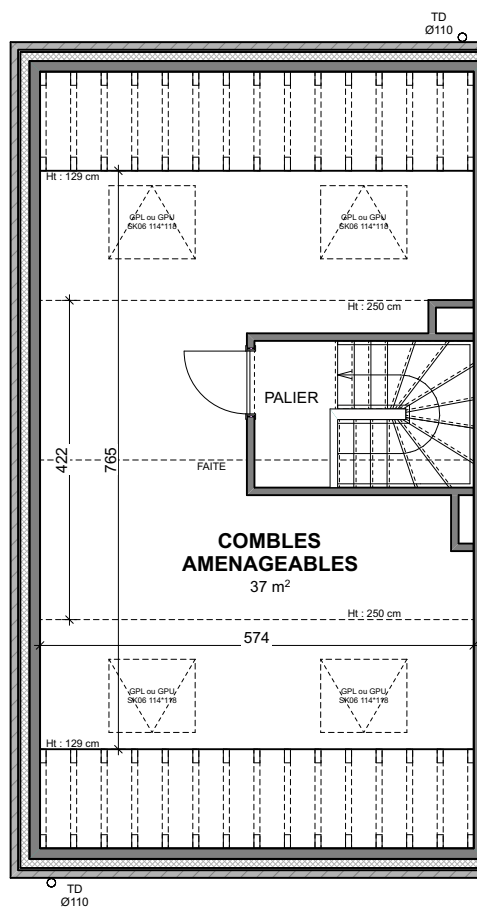 TD
Ø110
Ht : 129 cm
GPL ou GPU
SK06 114*118
GPL ou GPU
SK06 114*118
Ht : 250 cm
PALIER
422
765
FAITE
COMBLES
AMENAGEABLES
37 m²
Ht : 250 cm
574
GPL ou GPU
SK06 114*118
GPL ou GPU
SK06 114*118
Ht : 129 cm
TD
Ø110